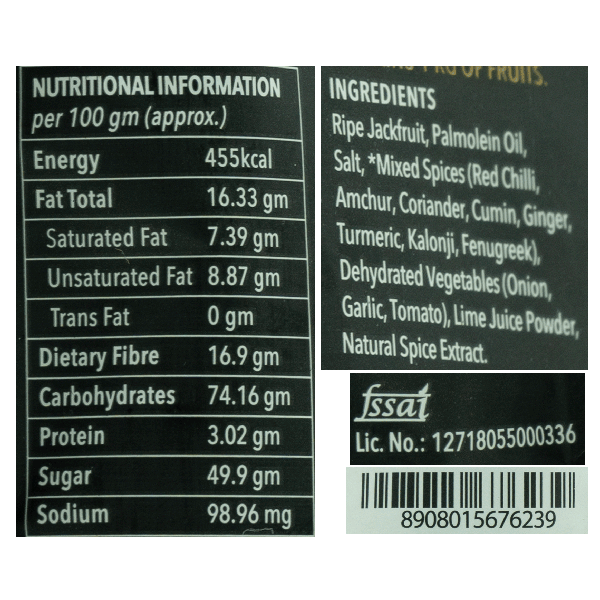 NUTRITIONAL INFORMATION
per 100 gm (approx.)
Energy 455kcal
Fat Total 16.33 gm
Saturated Fat 7.39 gm
Unsaturated Fat 8.87 gm
Trans Fat 0 gm
Dietary Fibre 16.9 gm
Carbohydrates 74.16 gm
Protein 3.02 gm
Sugar 49.9 gm
Sodium 98.96 mg
KG OF FRUITS.
INGREDIENTS
Ripe Jackfruit, Palmolein Oil,
Salt, *Mixed Spices (Red Chilli,
Amchur, Coriander, Cumin, Ginger,
Turmeric, Kalonji, Fenugreek),
Dehydrated Vegetables (Onion,
Garlic, Tomato), Lime Juice Powder,
Natural Spice Extract.
fssai
Lic. No.: 12718055000336
8908015676239